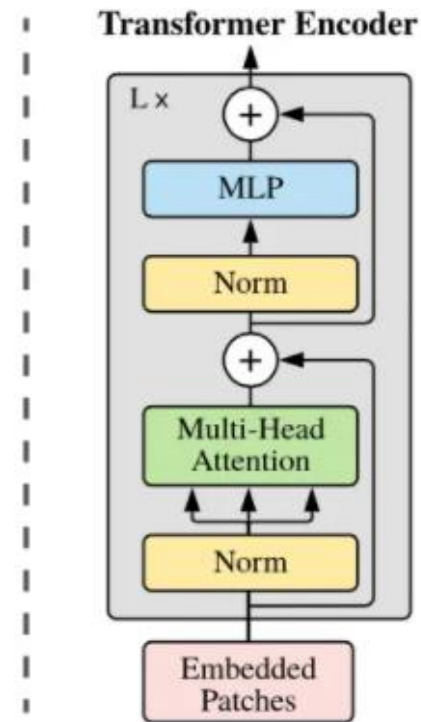 Transformer Encoder
L ×
+
MLP
Norm
+
Multi-Head
Attention
Norm
Embedded
Patches